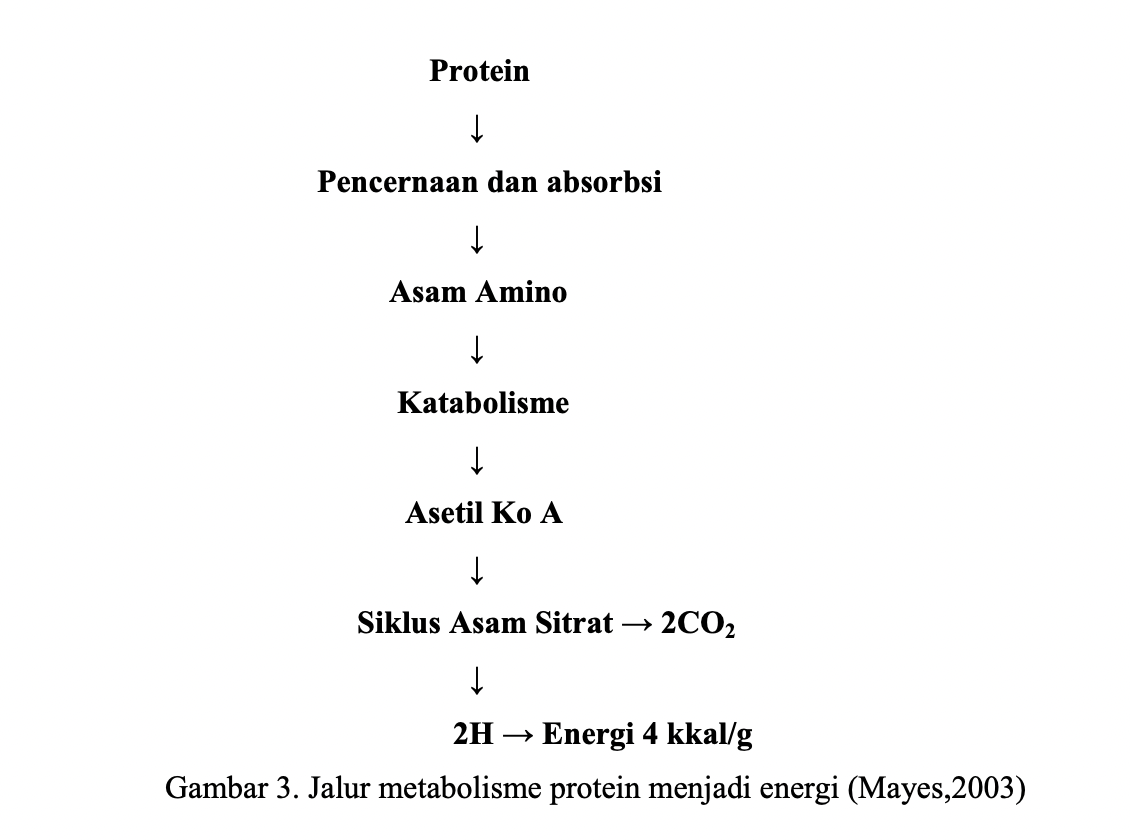 Protein
↓
Pencernaan dan absorbsi
↓
Asam Amino
↓
Katabolisme
↓
Asetil Ko A
↓
Siklus Asam Sitrat → 2CO₂
↓
2H → Energi 4 kkal/g
Gambar 3. Jalur metabolisme protein menjadi energi (Mayes,2003)